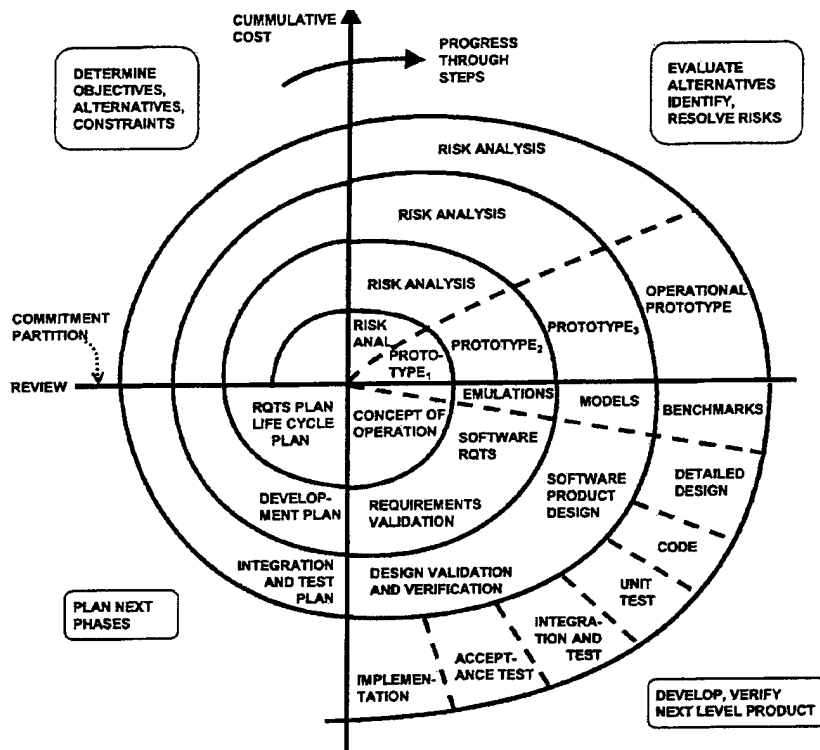 CUMMULATIVE
COST
PROGRESS
THROUGH
STEPS
DETERMINE
OBJECTIVES,
ALTERNATIVES,
CONSTRAINTS
EVALUATE
ALTERNATIVES
IDENTIFY,
RESOLVE RISKS
RISK ANALYSIS
RISK ANALYSIS
RISK ANALYSIS
RISK
ANAL.
PROTO-
TYPE1
PROTOTYPE2
PROTOTYPE3
OPERATIONAL
PROTOTYPE
COMMITMENT
PARTITION
REVIEW
RQTS PLAN
LIFE CYCLE
PLAN
CONCEPT OF
OPERATION
EMULATIONS
MODELS
BENCHMARKS
SOFTWARE
RQTS
SOFTWARE
PRODUCT
DESIGN
DETAILED
DESIGN
DEVELOP-
MENT PLAN
REQUIREMENTS
VALIDATION
CODE
INTEGRATION
AND TEST
PLAN
DESIGN VALIDATION
AND VERIFICATION
UNIT
TEST
INTEGRA-
TION AND
TEST
ACCEPT-
ANCE TEST
IMPLEMEN-
TATION
PLAN NEXT
PHASES
DEVELOP, VERIFY
NEXT LEVEL PRODUCT